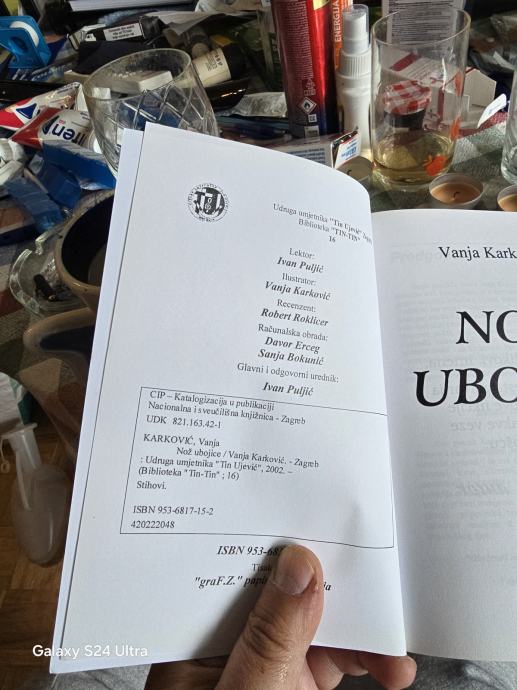 Udruga umjetnika "Tin Ujević"
Biblioteka "TIN-TIN"
16
Lektor:
Ivan Puljić
Ilustrator:
Vanja Karković
Recenzent:
Robert Roklicer
Računalska obrada:
Davor Erceg
Sanja Bokunić
Glavni i odgovorni urednik:
Ivan Puljić
CIP – Katalogizacija u publikaciji
Nacionalna i sveučilišna knjižnica - Zagreb
UDK 821.163.42-1
KARKOVIĆ, Vanja
Nož ubojice / Vanja Karković. - Zagreb
: Udruga umjetnika "Tin Ujević", 2002. –
(Biblioteka "Tin-Tin" ; 16)
Stihovi.
ISBN 953-6817-15-2
420222048
ISBN 953-68
Tisak
"graF.Z." papi
Vanja Kark
NO
UBO
ENERGIJA
Galaxy S24 Ultra